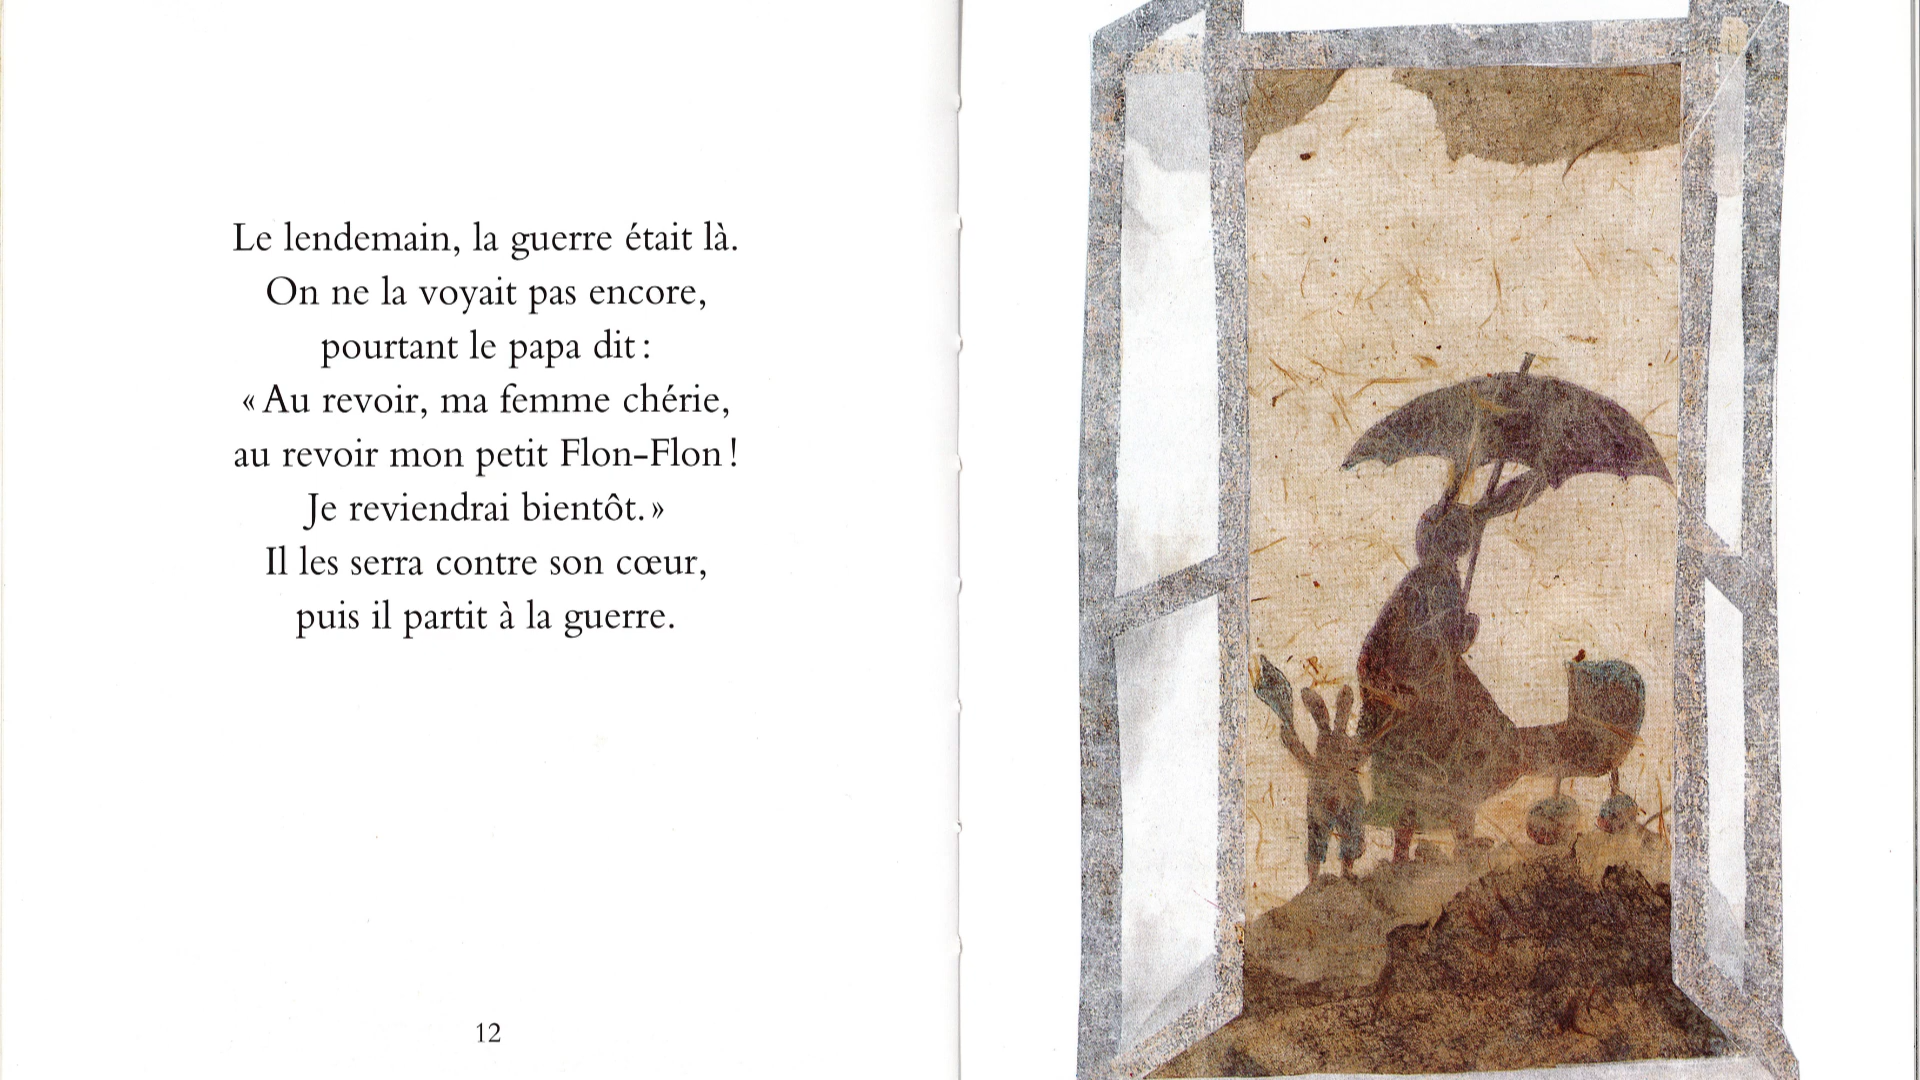 Le lendemain, la guerre était là.
On ne la voyait pas encore,
pourtant le papa dit :
« Au revoir, ma femme chérie,
au revoir mon petit Flon-Flon !
Je reviendrai bientôt. »
Il les serra contre son cœur,
puis il partit à la guerre.
12